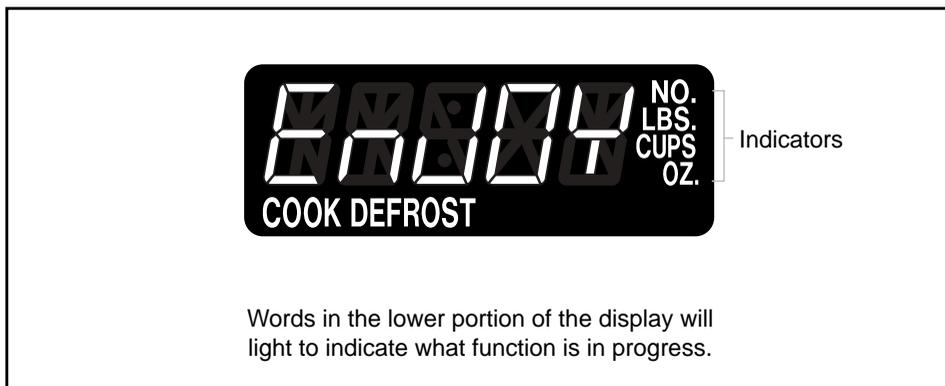 EnJOY
NO.
LBS.
CUPS
OZ.
Indicators
COOK DEFROST
Words in the lower portion of the display will
light to indicate what function is in progress.